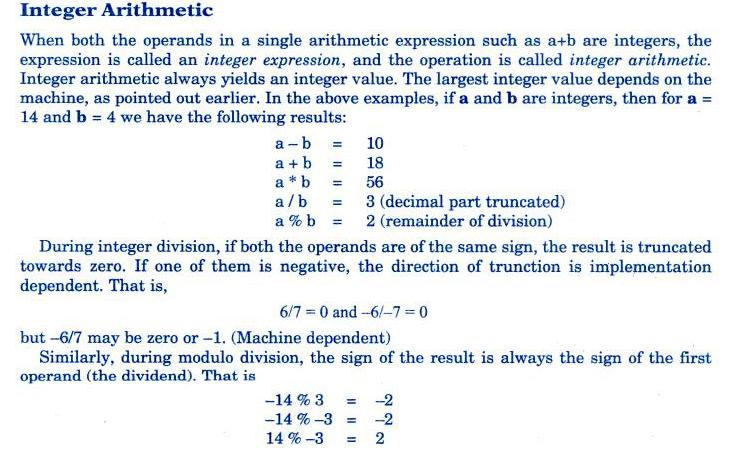 Integer Arithmetic
When both the operands in a single arithmetic expression such as a+b are integers, the
expression is called an integer expression, and the operation is called integer arithmetic.
Integer arithmetic always yields an integer value. The largest integer value depends on the
machine, as pointed out earlier. In the above examples, if a and b are integers, then for a =
14 and b = 4 we have the following results:
a – b = 10
a + b = 18
a * b = 56
a / b = 3 (decimal part truncated)
a % b = 2 (remainder of division)
During integer division, if both the operands are of the same sign, the result is truncated
towards zero. If one of them is negative, the direction of trunction is implementation
dependent. That is,
6/7 = 0 and –6/–7 = 0
but –6/7 may be zero or –1. (Machine dependent)
Similarly, during modulo division, the sign of the result is always the sign of the first
operand (the dividend). That is
–14 % 3 = –2
–14 % –3 = –2
14 % –3 = 2